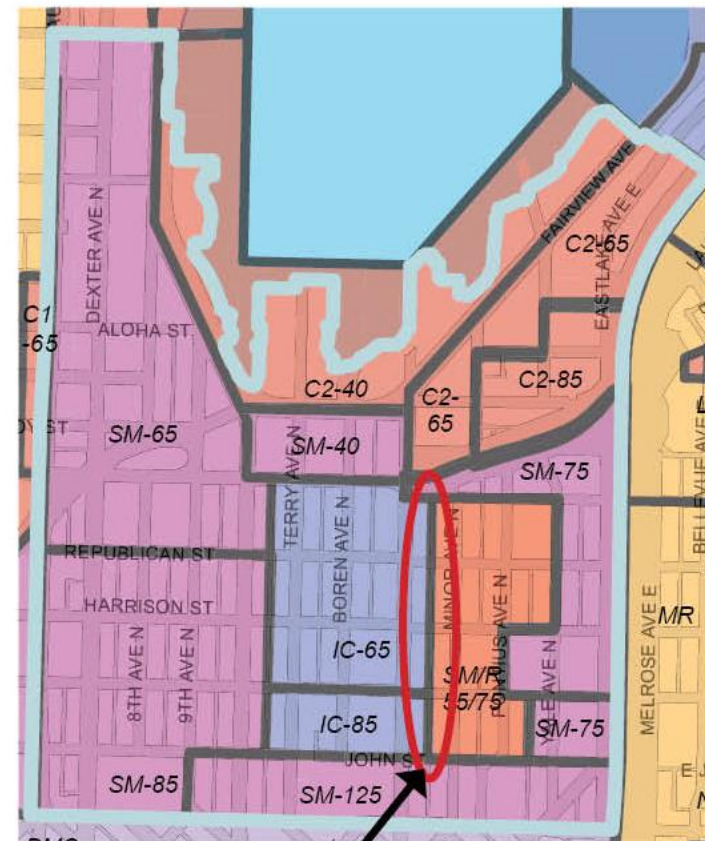 FAIRVIEW AVE
C2-65
EASTLAKE AVE E
DEXTER AVE N
C1
-65
ALOHA ST
C2-40
C2-
65
C2-85
SM-65
SM-40
SM-75
TERRY AVE N
BOREN AVE N
MINOR AVE N
REPUBLICAN ST
HARRISON ST
8TH AVE N
9TH AVE N
IC-65
SM/R
55/75
YALE AVE N
MELROSE AVE E
BELLEVUE AVE E
MR
IC-85
SM-75
JOHN ST
SM-85
SM-125